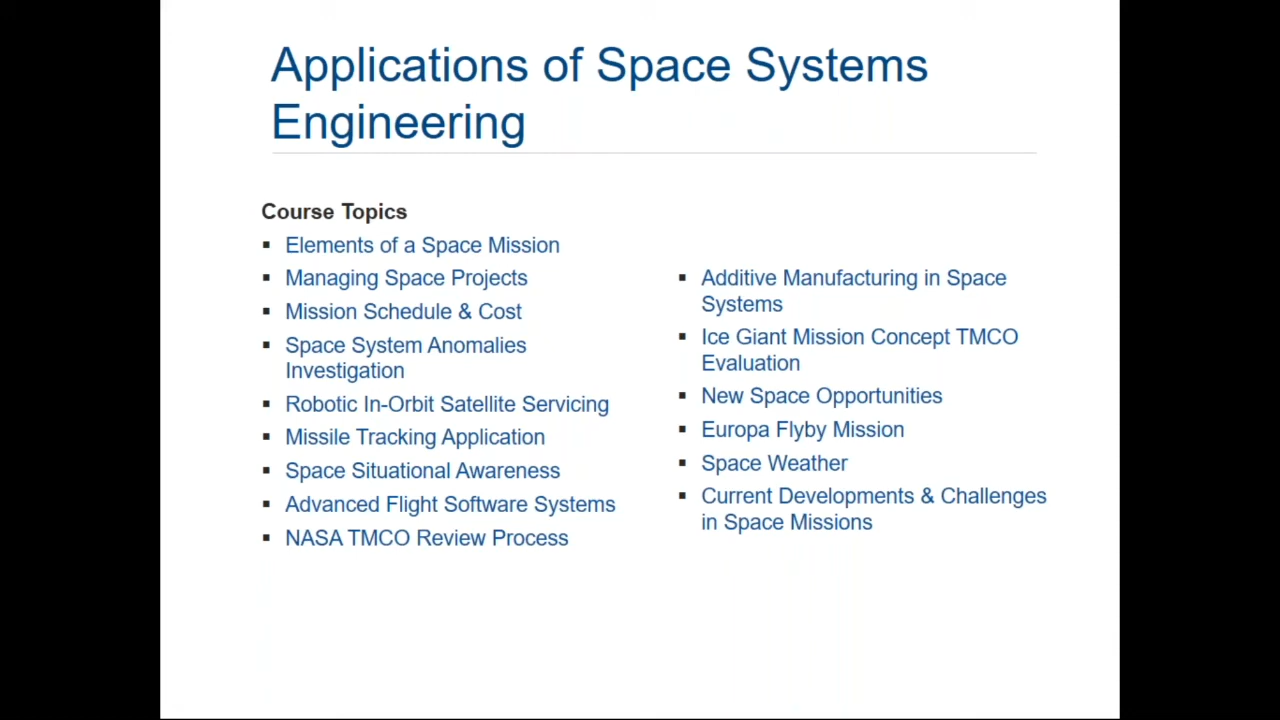 Applications of Space Systems
Engineering
Course Topics
▪ Elements of a Space Mission
▪ Managing Space Projects
▪ Mission Schedule & Cost
▪ Space System Anomalies
Investigation
▪ Robotic In-Orbit Satellite Servicing
▪ Missile Tracking Application
▪ Space Situational Awareness
▪ Advanced Flight Software Systems
▪ NASA TMCO Review Process
▪ Additive Manufacturing in Space
Systems
▪ Ice Giant Mission Concept TMCO
Evaluation
▪ New Space Opportunities
▪ Europa Flyby Mission
▪ Space Weather
▪ Current Developments & Challenges
in Space Missions